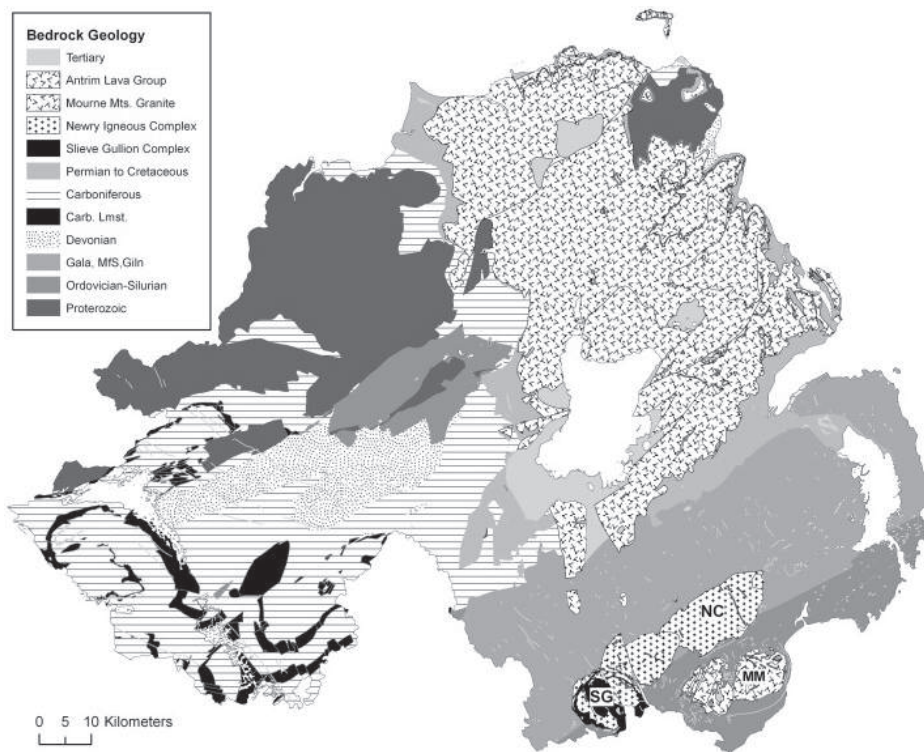 Bedrock Geology
Tertiary
Antrim Lava Group
Mourne Mts. Granite
Newry Igneous Complex
Slieve Gullion Complex
Permian to Cretaceous
Carboniferous
Carb. Lmst.
Devonian
Gala, MfS,Giln
Ordovician-Silurian
Proterozoic
NC
MM
SG
0 5 10 Kilometers